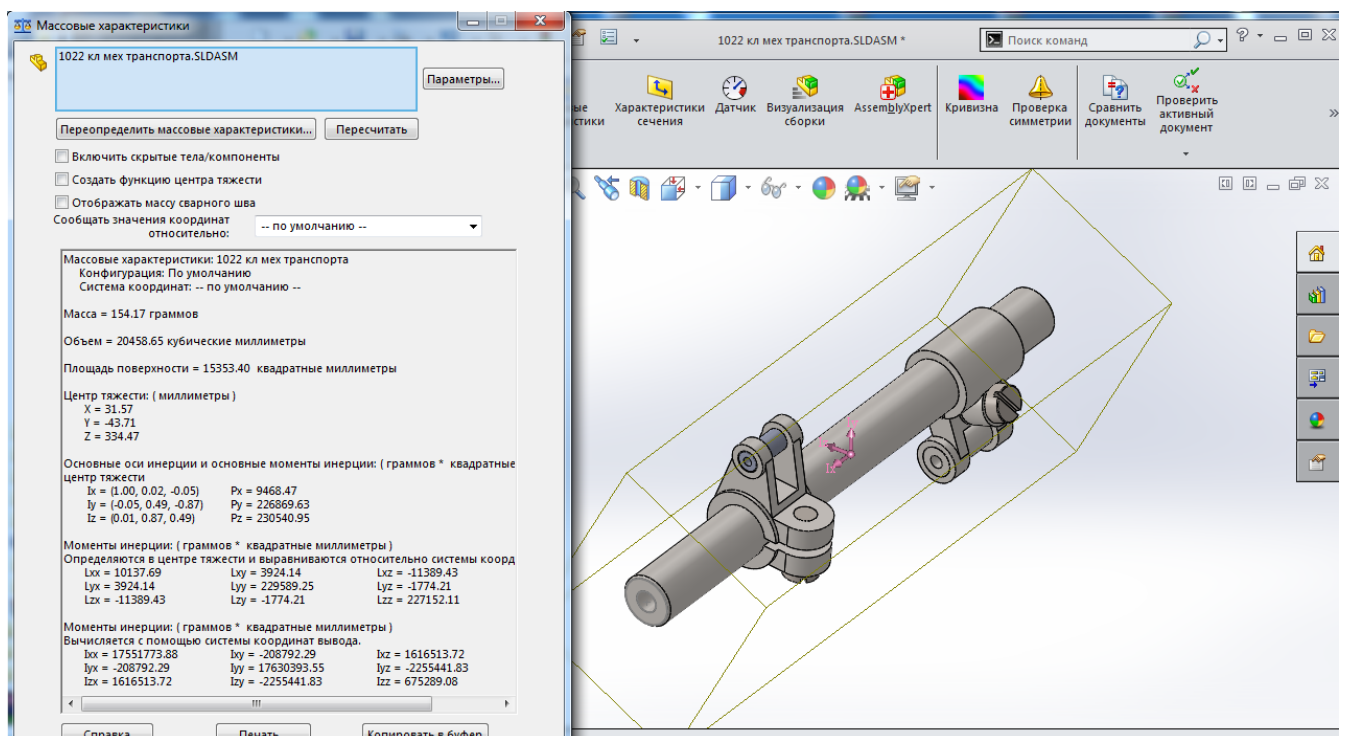 Массовые характеристики
1022 кл мех транспорта.SLDASM
Параметры...
Переопределить массовые характеристики...
Пересчитать
Включить скрытые тела/компоненты
Создать функцию центра тяжести
Отображать массу сварного шва
Сообщать значения координат
относительно:
-- по умолчанию --
Массовые характеристики: 1022 кл мех транспорта
Конфигурация: По умолчанию
Система координат: -- по умолчанию --
Масса = 154.17 граммов
Объем = 20458.65 кубические миллиметры
Площадь поверхности = 15353.40 квадратные миллиметры
Центр тяжести: ( миллиметры )
X = 31.57
Y = -43.71
Z = 334.47
Основные оси инерции и основные моменты инерции: ( граммов * квадратные
центр тяжести
Ix = (1.00, 0.02, -0.05) Px = 9468.47
Iy = (-0.05, 0.49, -0.87) Py = 226869.63
Iz = (0.01, 0.87, 0.49) Pz = 230540.95
Моменты инерции: ( граммов * квадратные миллиметры )
Определяются в центре тяжести и выравниваются относительно системы коорд
Lxx = 10137.69 Lxy = 3924.14 Lxz = -11389.43
Lyx = 3924.14 Lyy = 229589.25 Lyz = -1774.21
Lzx = -11389.43 Lzy = -1774.21 Lzz = 227152.11
Моменты инерции: ( граммов * квадратные миллиметры )
Вычисляется с помощью системы координат вывода.
Ixx = 17551773.88 Ixy = -208792.29 Ixz = 1616513.72
Iyx = -208792.29 Iyy = 17630393.55 Iyz = -2255441.83
Izx = 1616513.72 Izy = -2255441.83 Izz = 675289.08
Справка
Печать...
Копировать в буфер
1022 кл мех транспорта.SLDASM *
Поиск команд
ые
стики
Характеристики
сечения
Датчик
Визуализация
сборки
AssemblyXpert
Кривизна
Проверка
симметрии
Сравнить
документы
Проверить
активный
документ